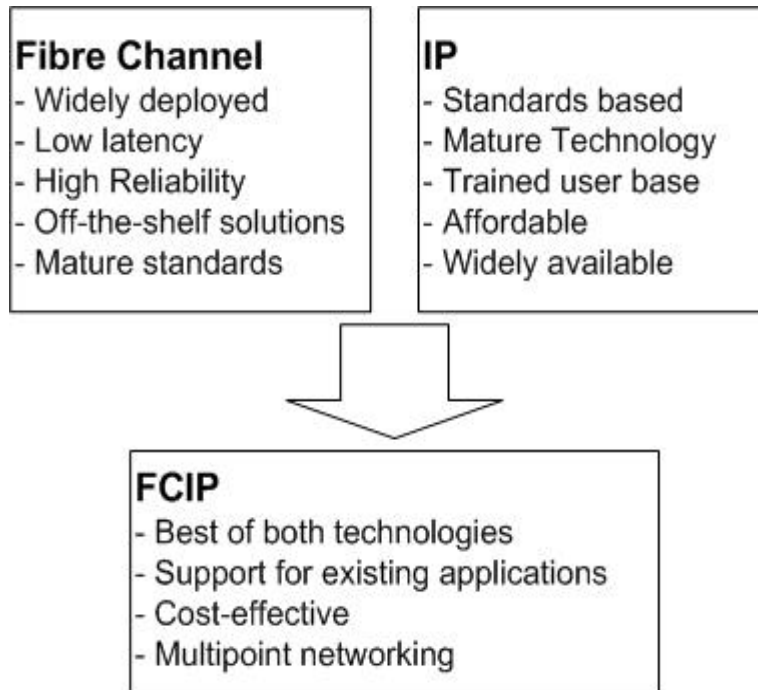 Fibre Channel
- Widely deployed
- Low latency
- High Reliability
- Off-the-shelf solutions
- Mature standards
IP
- Standards based
- Mature Technology
- Trained user base
- Affordable
- Widely available
FCIP
- Best of both technologies
- Support for existing applications
- Cost-effective
- Multipoint networking